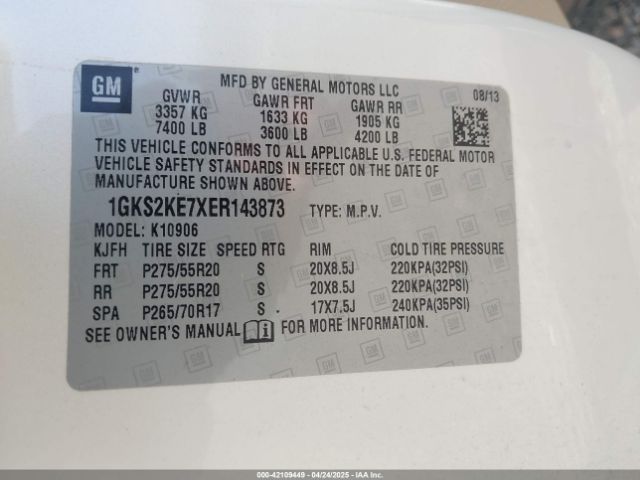 GM
MFD BY GENERAL MOTORS LLC
08/13
GVWR GAWR FRT GAWR RR
3357 KG 1633 KG 1905 KG
7400 LB 3600 LB 4200 LB
THIS VEHICLE CONFORMS TO ALL APPLICABLE U.S. FEDERAL MOTOR
VEHICLE SAFETY STANDARDS IN EFFECT ON THE DATE OF
MANUFACTURE SHOWN ABOVE.
1GKS2KE7XER143873 TYPE: M.P.V.
MODEL: K10906
KJFH TIRE SIZE SPEED RTG RIM COLD TIRE PRESSURE
FRT P275/55R20 S 20X8.5J 220KPA(32PSI)
RR P275/55R20 S 20X8.5J 220KPA(32PSI)
SPA P265/70R17 S 17X7.5J 240KPA(35PSI)
SEE OWNER'S MANUAL FOR MORE INFORMATION.
000-42109449 - 04/24/2025 - COPYRIGHT IAA, LLC.